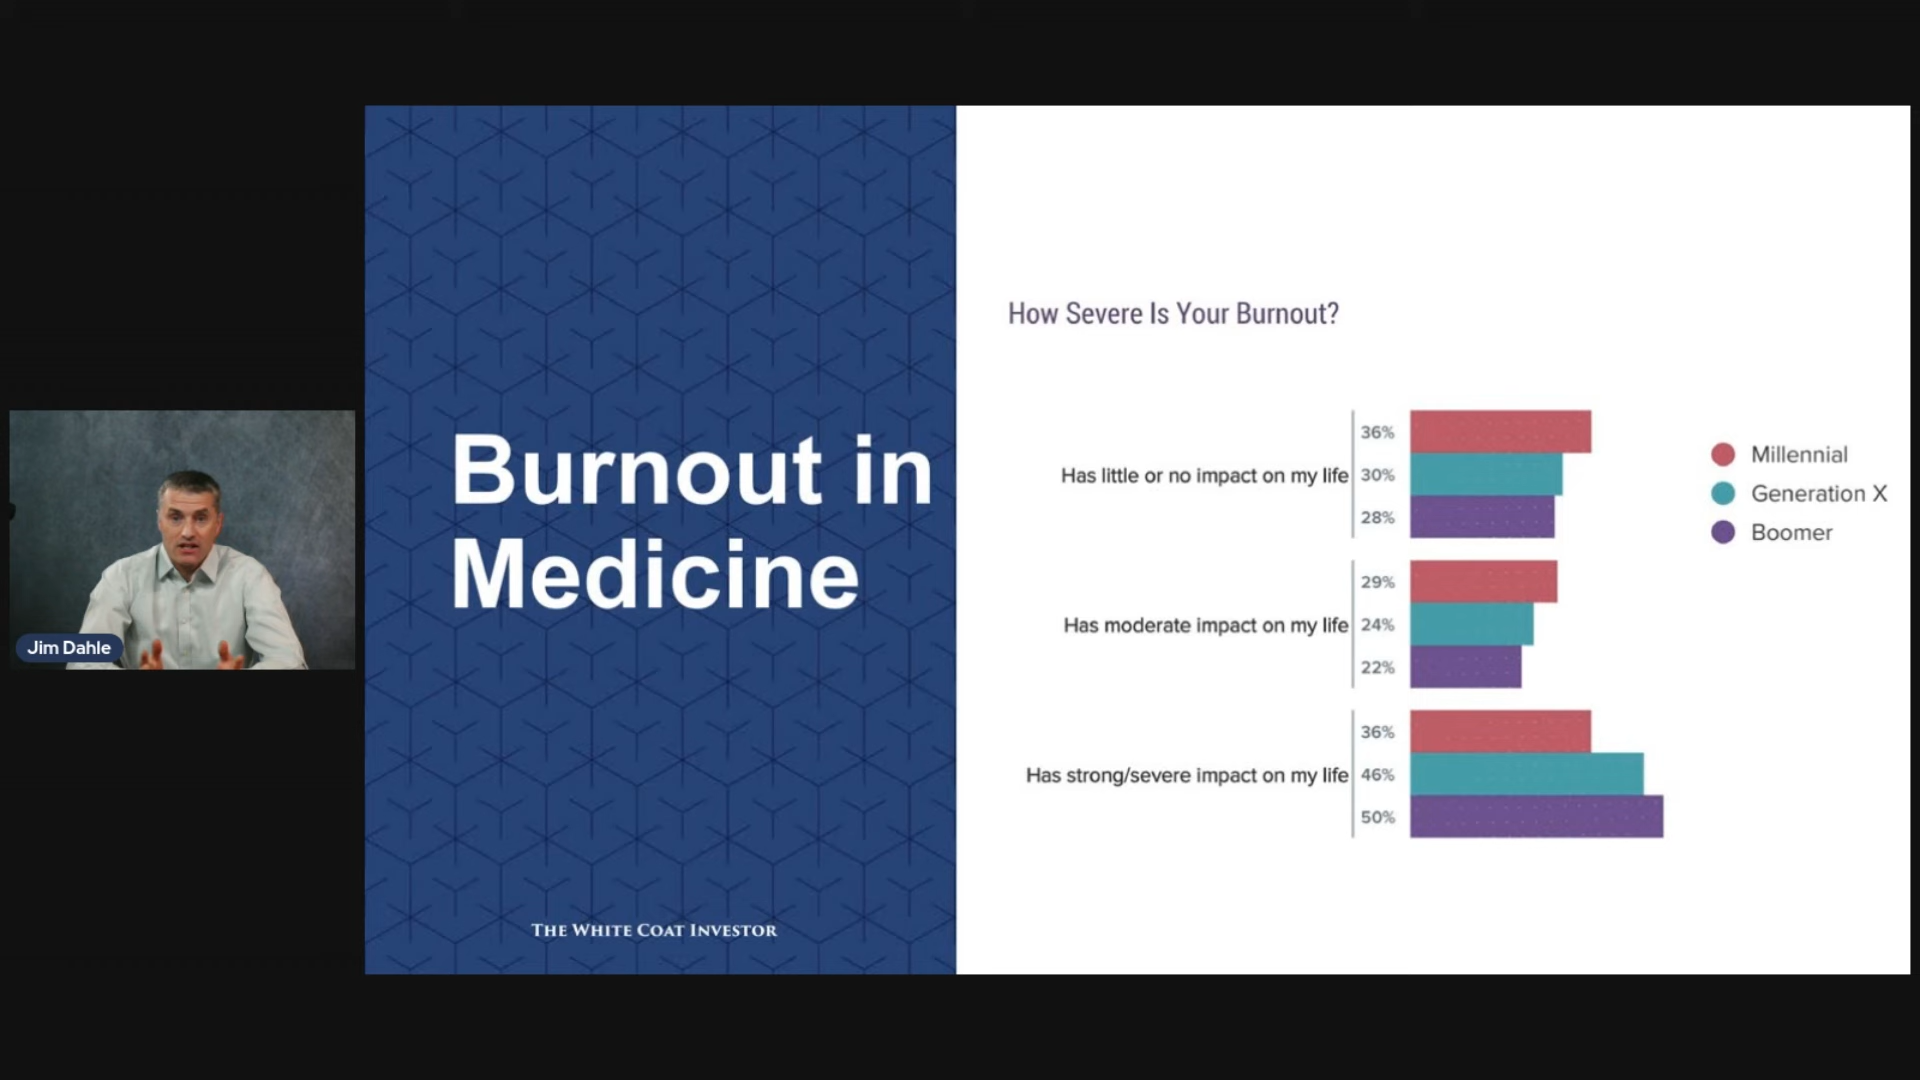 Jim Dahle
Burnout in
Medicine
THE WHITE COAT INVESTOR
How Severe Is Your Burnout?
Has little or no impact on my life
36%
30%
28%
Has moderate impact on my life
29%
24%
22%
Has strong/severe impact on my life
36%
46%
50%
Millennial
Generation X
Boomer